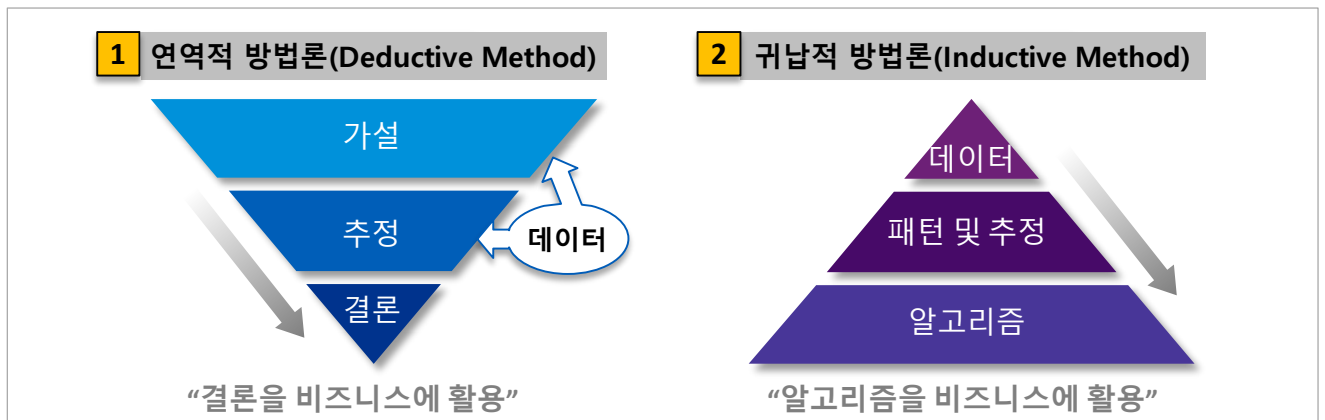 1 연역적 방법론(Deductive Method)
가설
추정
데이터
결론
“결론을 비즈니스에 활용”
2 귀납적 방법론(Inductive Method)
데이터
패턴 및 추정
알고리즘
“알고리즘을 비즈니스에 활용”